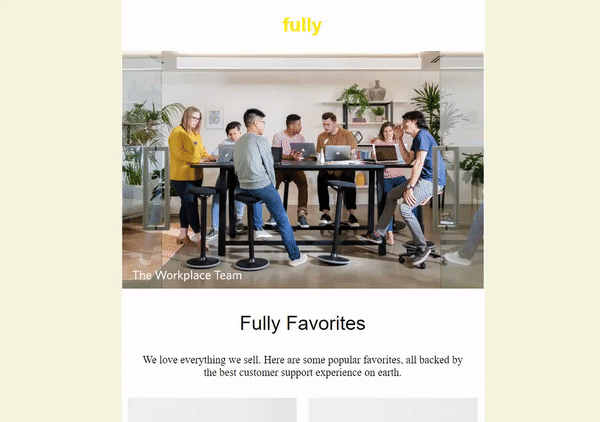 fully
The Workplace Team
Fully Favorites
We love everything we sell. Here are some popular favorites, all backed by
the best customer support experience on earth.